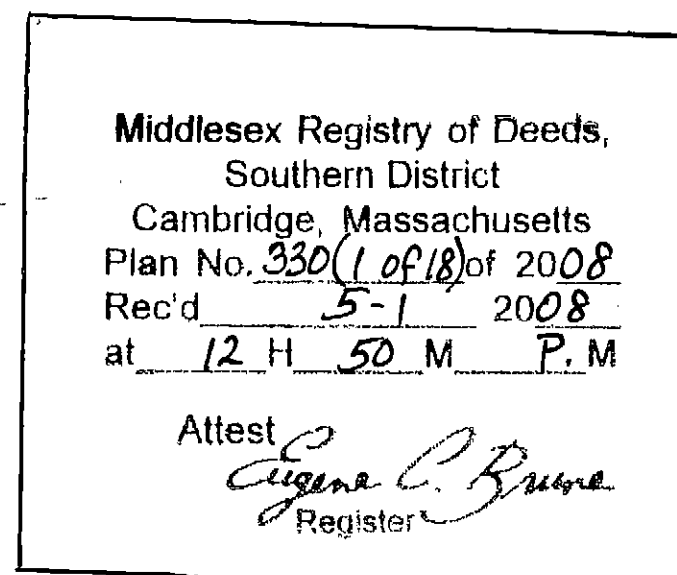 Middlesex Registry of Deeds,
Southern District
Cambridge, Massachusetts
Plan No. 330 (1 of 18) of 2008
Rec'd 5-1 2008
at 12 H 50 M P. M
Attest
Eugene C. Brune
Register